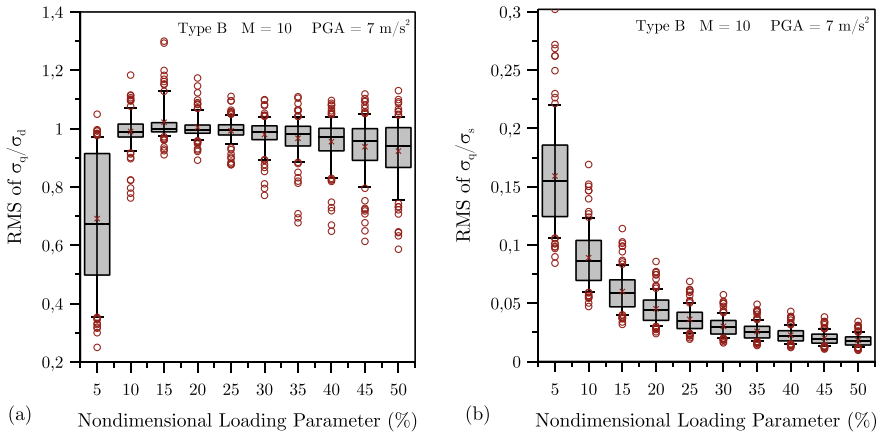 Type B M = 10 PGA = 7 m/s²
RMS of σq/σd
1,4
1,2
1
0,8
0,6
0,4
0,2
5 10 15 20 25 30 35 40 45 50
(a) Nondimensional Loading Parameter (%)
Type B M = 10 PGA = 7 m/s²
RMS of σq/σs
0,3
0,25
0,2
0,15
0,1
0,05
0
5 10 15 20 25 30 35 40 45 50
(b) Nondimensional Loading Parameter (%)